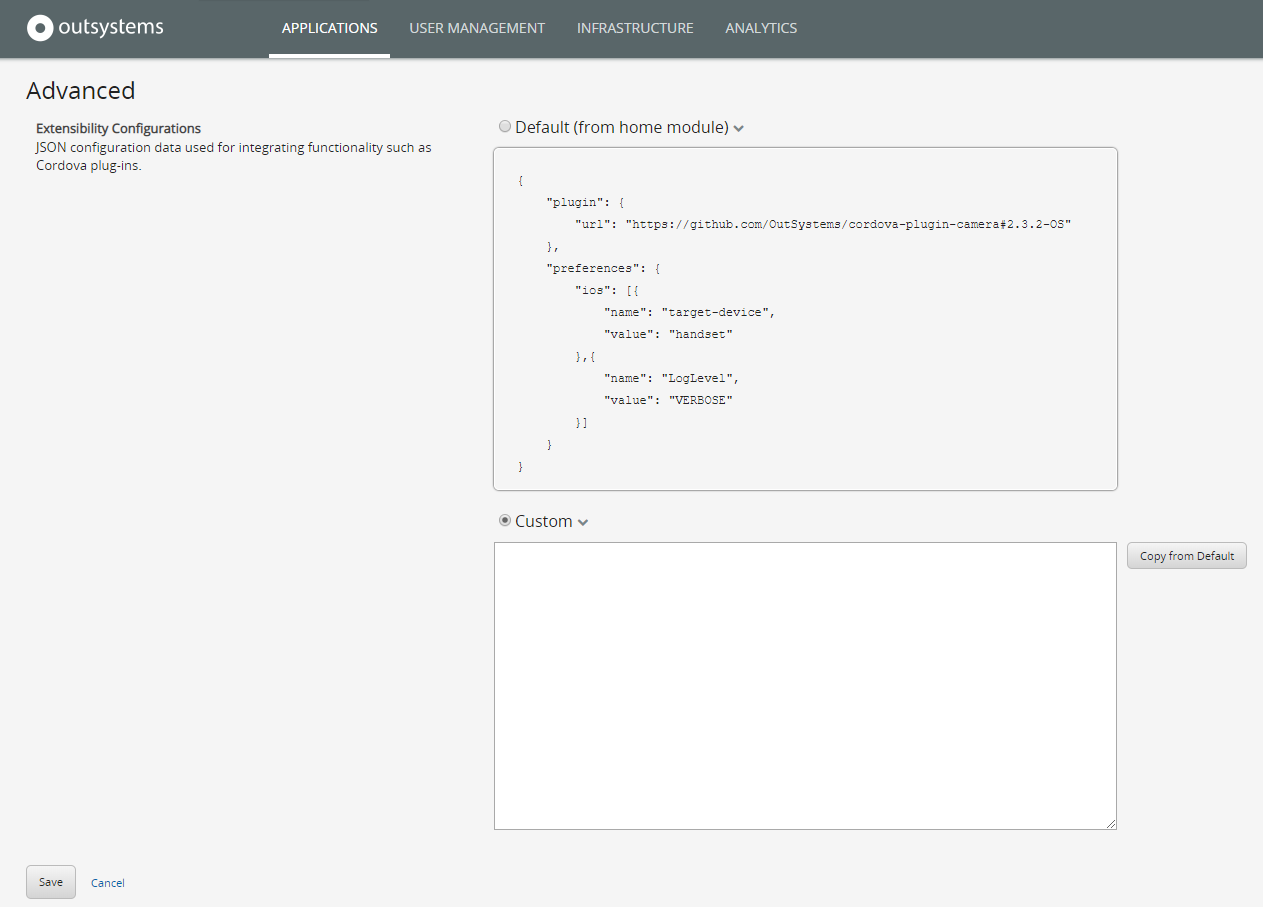 outsystems
APPLICATIONS
USER MANAGEMENT
INFRASTRUCTURE
ANALYTICS
Advanced
Extensibility Configurations
JSON configuration data used for integrating functionality such as
Cordova plug-ins.
Default (from home module)
{
    "plugin": {
        "url": "https://github.com/OutSystems/cordova-plugin-camera#2.3.2-OS"
    },
    "preferences": {
        "ios": [{
            "name": "target-device",
            "value": "handset"
        },{
            "name": "LogLevel",
            "value": "VERBOSE"
        }]
    }
}
Custom
Copy from Default
Save
Cancel